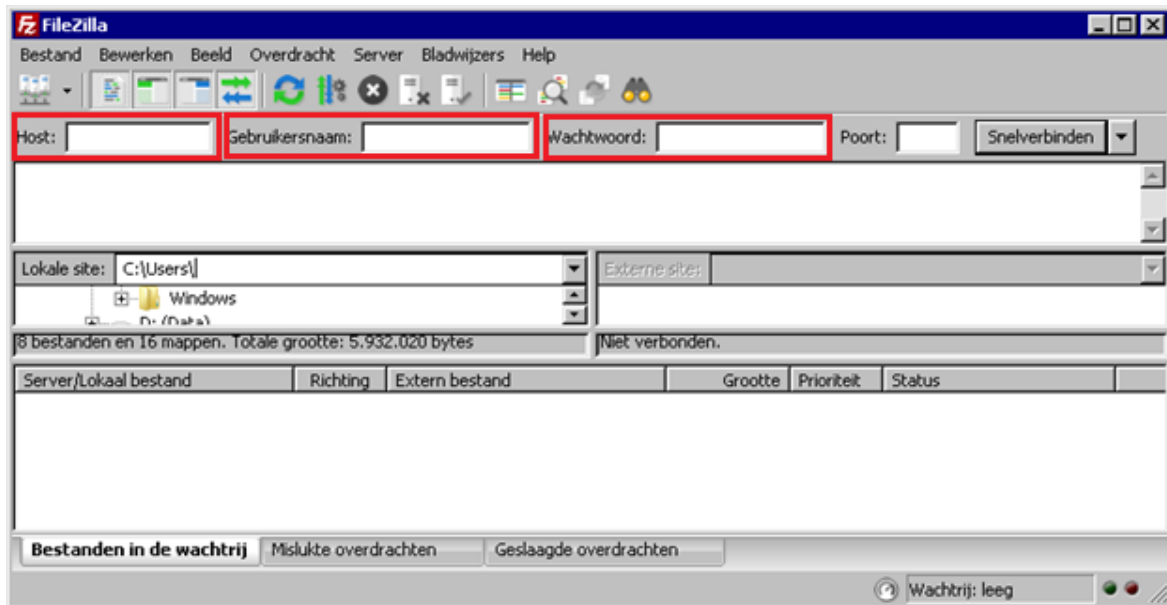 FileZilla
Bestand Bewerken Beeld Overdracht Server Bladwijzers Help
Host: Gebruikersnaam: Wachtwoord: Poort: Snelverbinden
Lokale site: C:\Users\ Externe site:
Windows
D: (Data)
8 bestanden en 16 mappen. Totale grootte: 5.932.020 bytes Niet verbonden.
Server/Lokaal bestand Richting Extern bestand Grootte Prioriteit Status
Bestanden in de wachtrij Mislukte overdrachten Geslaagde overdrachten
Wachtrij: leeg